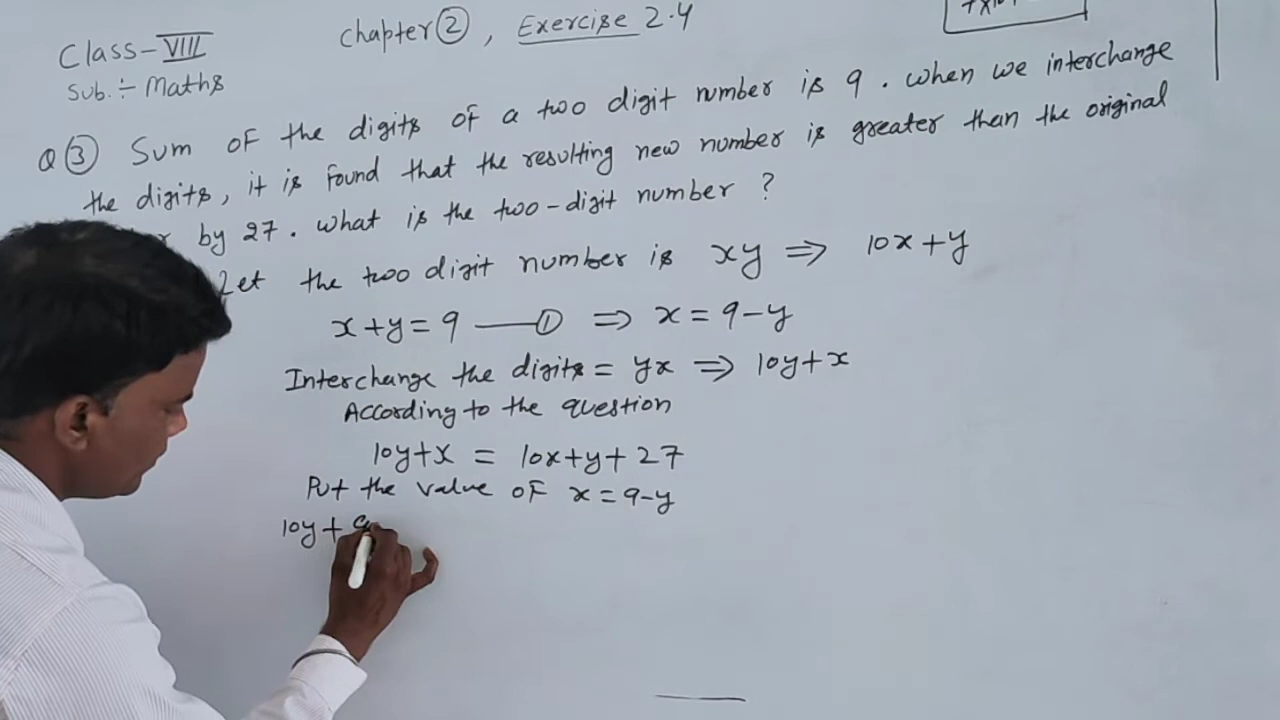 Class-VIII
Chapter ②, Exercise 2.4
Sub. ÷ Maths
Q ③ Sum of the digits of a two digit number is 9. When we interchange
the digits, it is found that the resulting new number is greater than the original
by 27. What is the two-digit number?
Let the two digit number is xy ⇒ 10x+y
x+y=9 —① ⇒ x=9-y
Interchange the digits = yx ⇒ 10y+x
According to the question
10y+x = 10x+y+27
Put the value of x=9-y
10y+9